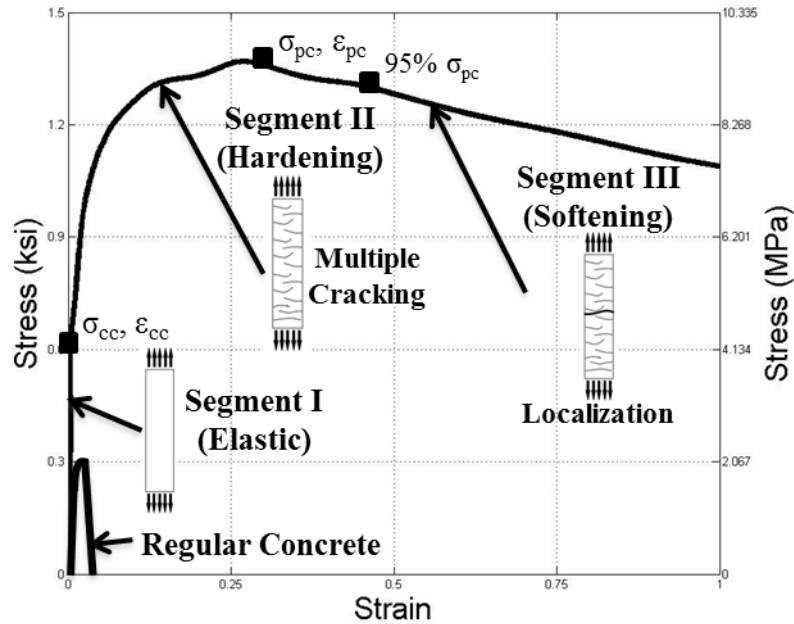 1.5
10.335
σpc, εpc
95% σpc
Segment II
(Hardening)
1.2
8.268
Segment III
(Softening)
0.9
6.201
Multiple
Cracking
Stress (ksi)
Stress (MPa)
σcc, εcc
0.6
4.134
Segment I
(Elastic)
Localization
0.3
2.067
Regular Concrete
0
0
0
0.25
0.5
0.75
1
Strain